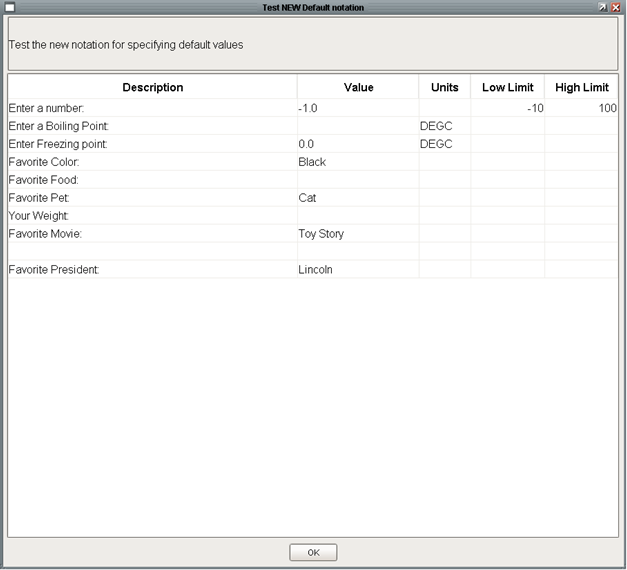 Test NEW Default notation
Test the new notation for specifying default values
Description Value Units Low Limit High Limit
Enter a number: -1.0 -10 100
Enter a Boiling Point: DEGC
Enter Freezing point: 0.0 DEGC
Favorite Color: Black
Favorite Food:
Favorite Pet: Cat
Your Weight:
Favorite Movie: Toy Story
Favorite President: Lincoln
OK